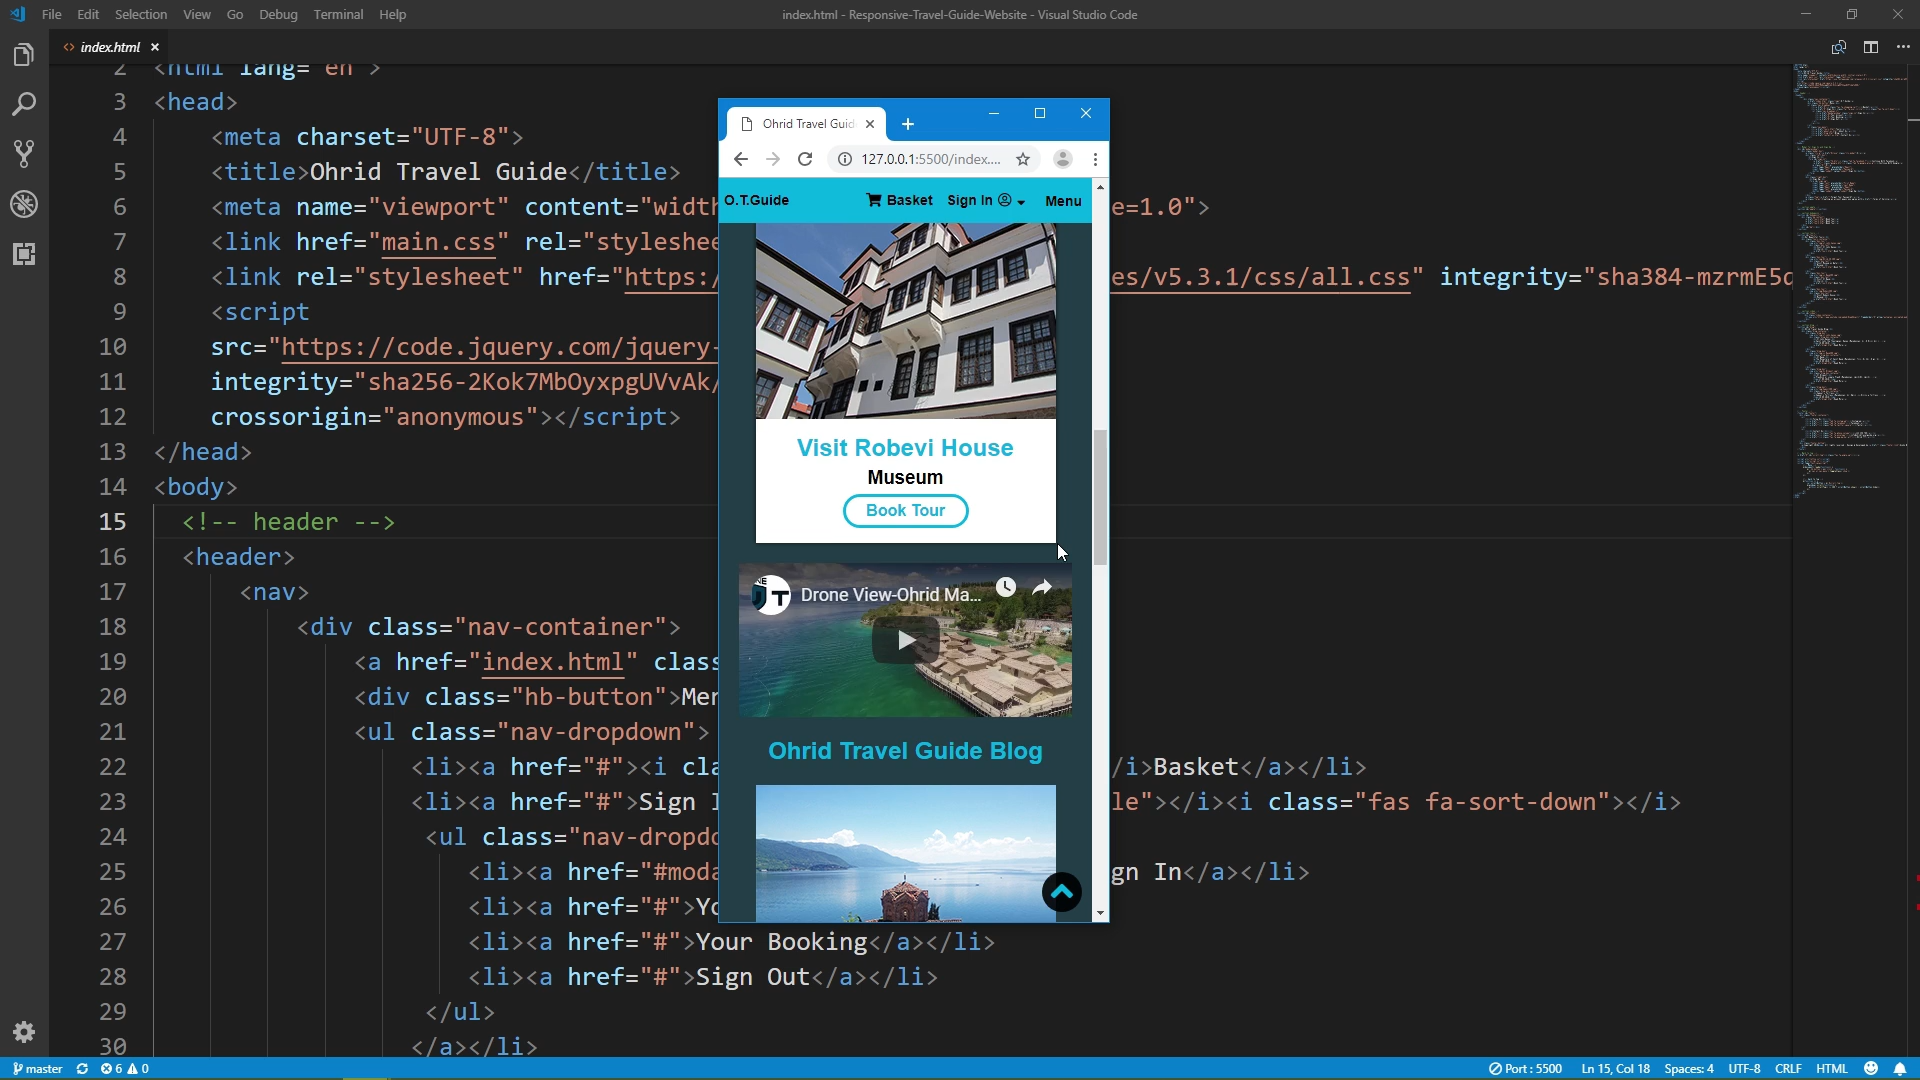 File Edit Selection View Go Debug Terminal Help
index.html - Responsive-Travel-Guide-Website - Visual Studio Code
<> index.html ×
2 <html lang="en">
3 <head>
4 <meta charset="UTF-8">
5 <title>Ohrid Travel Guide</title>
6 <meta name="viewport" content="width e=1.0">
7 <link href="main.css" rel="styleshee
8 <link rel="stylesheet" href="https:/ es/v5.3.1/css/all.css" integrity="sha384-mzrmE5q
9 <script
10 src="https://code.jquery.com/jquery-
11 integrity="sha256-2Kok7MbOyxpgUVvAk/
12 crossorigin="anonymous"></script>
13 </head>
14 <body>
15 <!-- header -->
16 <header>
17 <nav>
18 <div class="nav-container">
19 <a href="index.html" class
20 <div class="hb-button">Men
21 <ul class="nav-dropdown">
22 <li><a href="#"><i cla /i>Basket</a></li>
23 <li><a href="#">Sign I le"></i><i class="fas fa-sort-down"></i>
24 <ul class="nav-dropdo
25 <li><a href="#moda gn In</a></li>
26 <li><a href="#">Yo
27 <li><a href="#">Your Booking</a></li>
28 <li><a href="#">Sign Out</a></li>
29 </ul>
30 </a></li>
Ohrid Travel Guid
127.0.0.1:5500/index....
O.T.Guide Basket Sign In Menu
Visit Robevi House
Museum
Book Tour
Drone View-Ohrid Ma...
Ohrid Travel Guide Blog
master 6 0
Port : 5500 Ln 15, Col 18 Spaces: 4 UTF-8 CRLF HTML